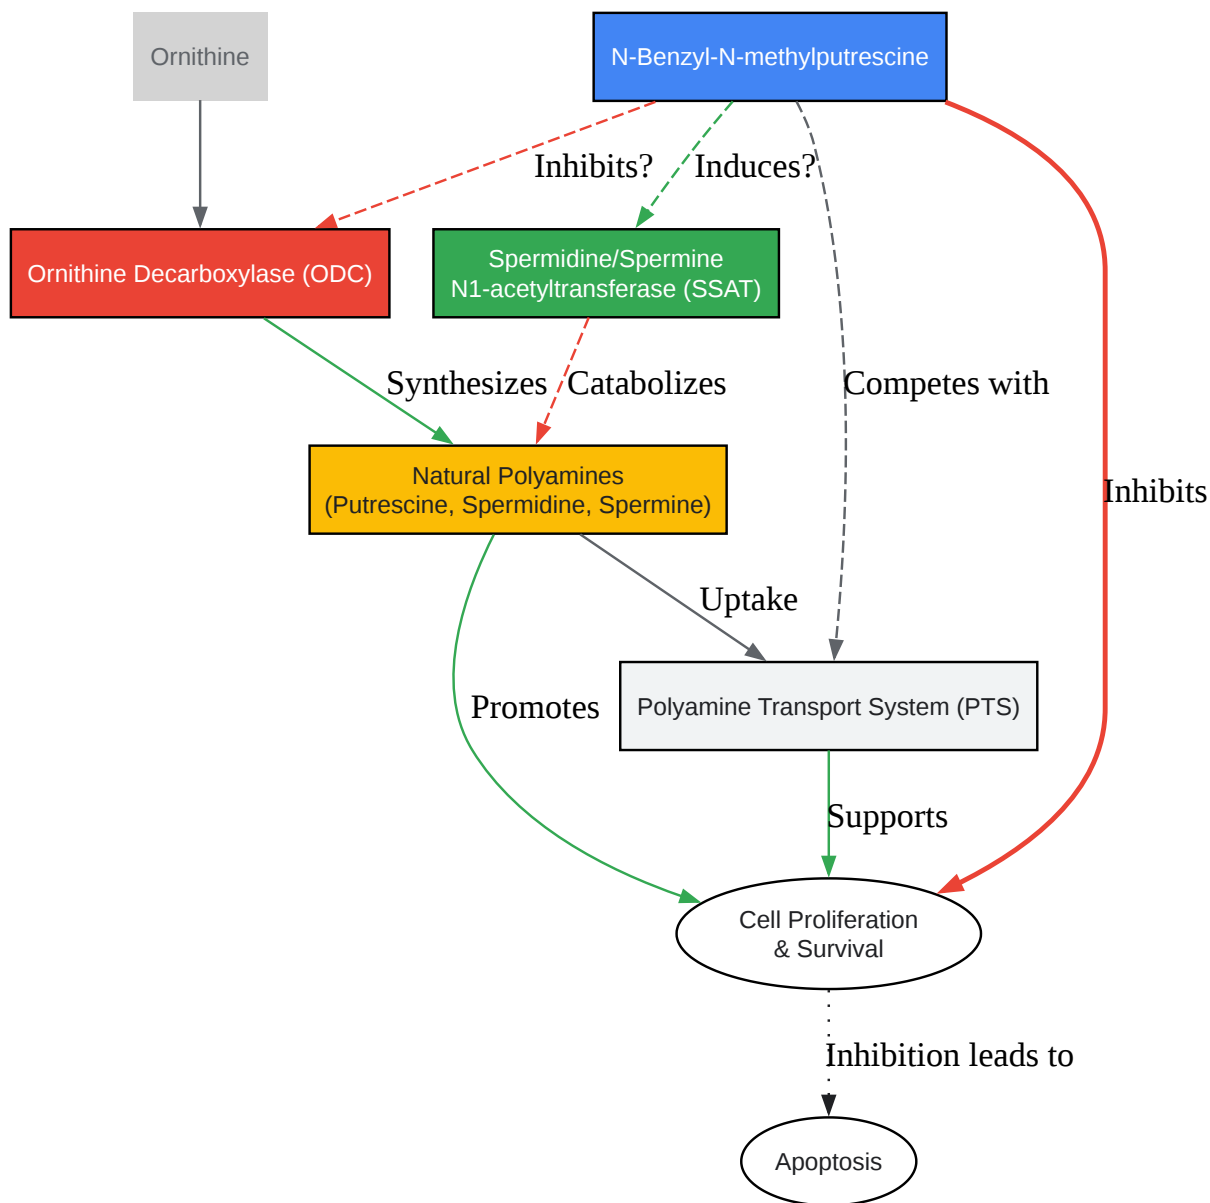 Ornithine
N-Benzyl-N-methylputrescine
Inhibits?
Induces?
Ornithine Decarboxylase (ODC)
Spermidine/Spermine
N1-acetyltransferase (SSAT)
Synthesizes
Catabolizes
Competes with
Natural Polyamines
(Putrescine, Spermidine, Spermine)
Inhibits
Uptake
Promotes
Polyamine Transport System (PTS)
Supports
Cell Proliferation
& Survival
Inhibition leads to
Apoptosis